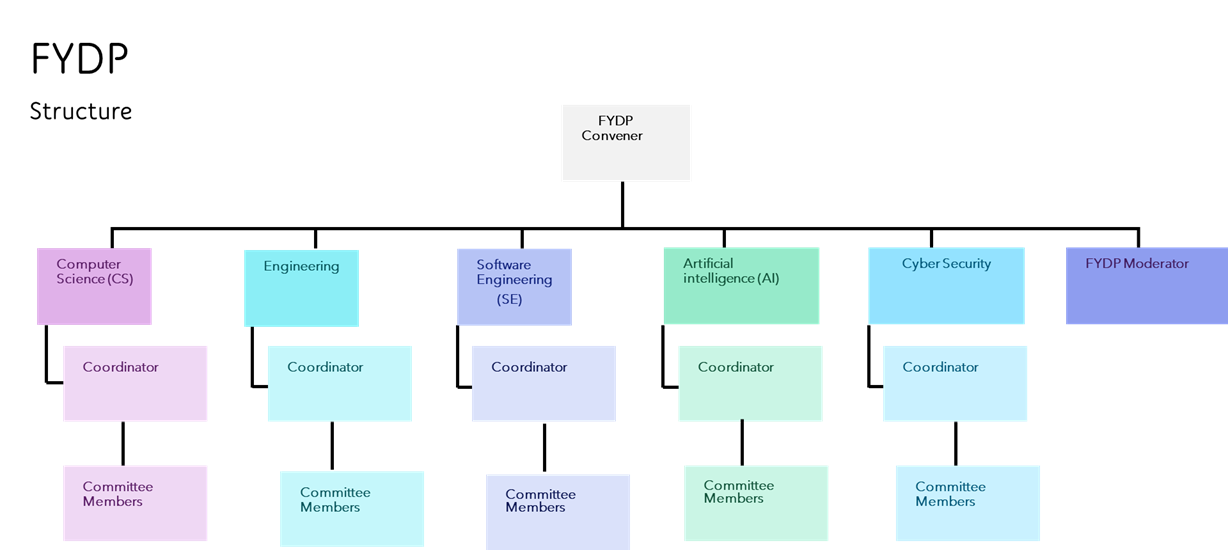 FYDP
Structure
FYDP
Convener
Computer
Science (CS)
Engineering
Software
Engineering
(SE)
Artificial
intelligence (AI)
Cyber Security
FYDP Moderator
Coordinator
Coordinator
Coordinator
Coordinator
Coordinator
Committee
Members
Committee
Members
Committee
Members
Committee
Members
Committee
Members